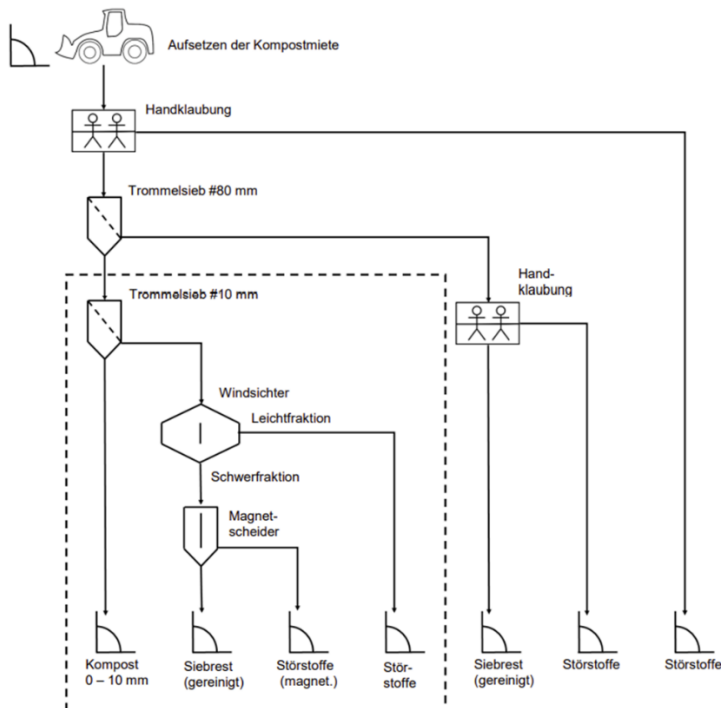 Aufsetzen der Kompostmiete
Handklaubung
Trommelsieb #80 mm
Hand-
klaubung
Trommelsieb #10 mm
Windsichter
Leichtfraktion
Schwerfraktion
Magnet-
scheider
Kompost
0 – 10 mm
Siebrest
(gereinigt)
Störstoffe
(magnet.)
Stör-
stoffe
Siebrest
(gereinigt)
Störstoffe
Störstoffe